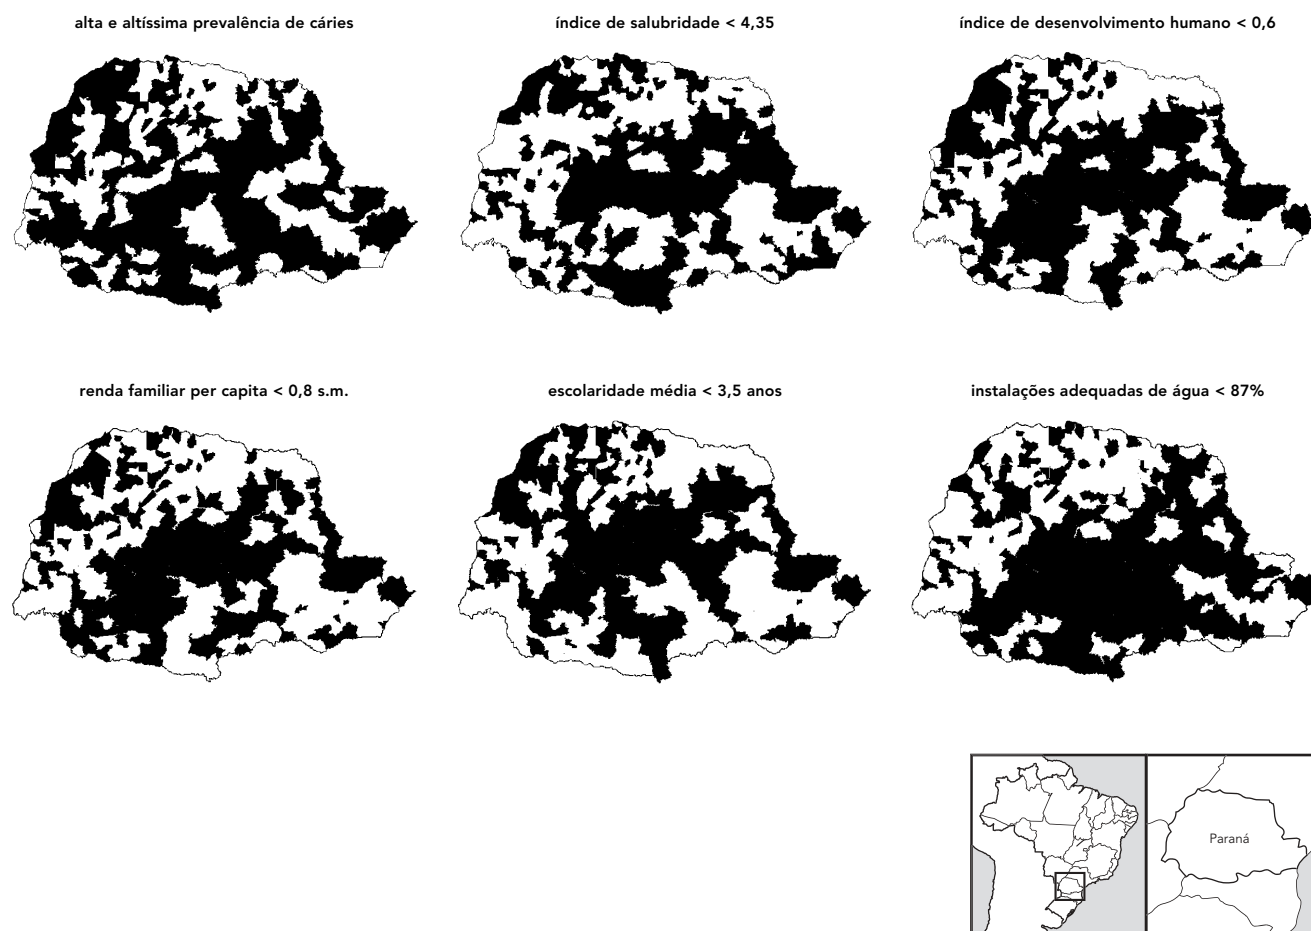 alta e altíssima prevalência de cáries
índice de salubridade < 4,35
índice de desenvolvimento humano < 0,6
renda familiar per capita < 0,8 s.m.
escolaridade média < 3,5 anos
instalações adequadas de água < 87%
Paraná